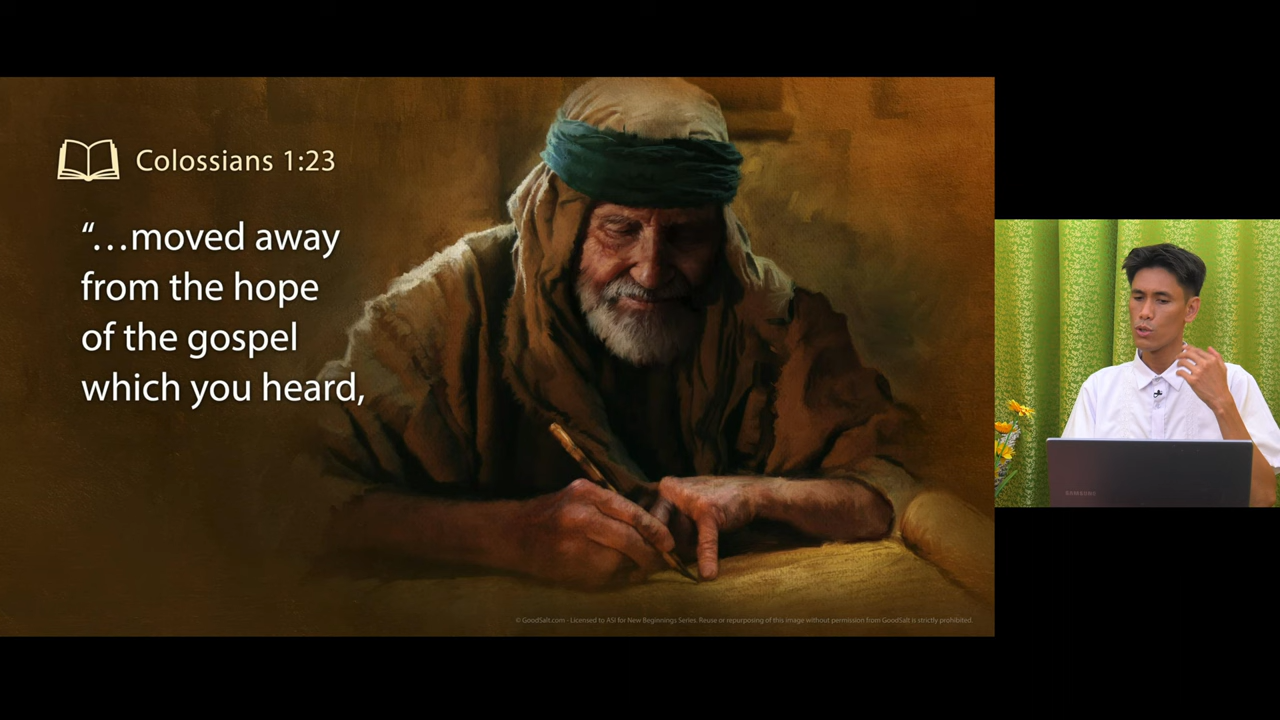 Colossians 1:23
“…moved away
from the hope
of the gospel
which you heard,
SAMSUNG
© GoodSalt.com - Licensed to ASI for New Beginnings Series. Reuse or repurposing of this image without permission from GoodSalt is strictly prohibited.